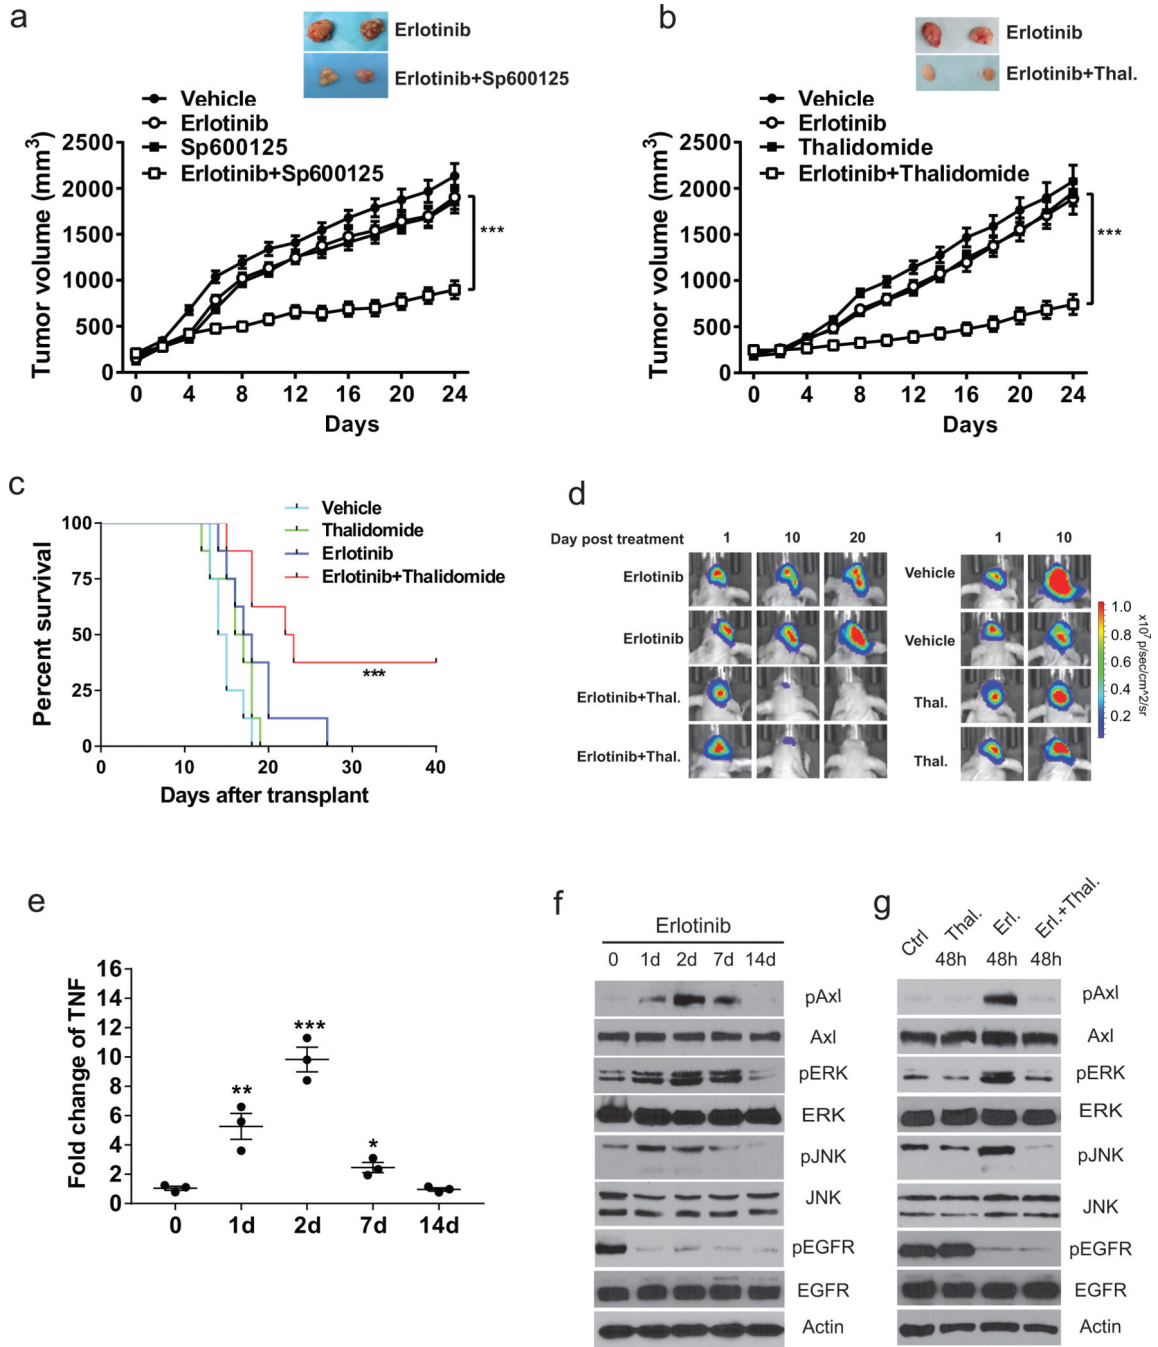 a
Erlotinib
Erlotinib+Sp600125
Vehicle
Erlotinib
Sp600125
Erlotinib+Sp600125
Tumor volume (mm³)
2500
2000
1500
1000
500
0
***
0 4 8 12 16 20 24
Days
b
Erlotinib
Erlotinib+Thal.
Vehicle
Erlotinib
Thalidomide
Erlotinib+Thalidomide
Tumor volume (mm³)
2500
2000
1500
1000
500
0
***
0 4 8 12 16 20 24
Days
c
Vehicle
Thalidomide
Erlotinib
Erlotinib+Thalidomide
Percent survival
100
75
50
25
0
***
0 10 20 30 40
Days after transplant
d
Day post treatment 1 10 20
Erlotinib
Erlotinib
Erlotinib+Thal.
Erlotinib+Thal.
1 10
Vehicle
Vehicle
Thal.
Thal.
1.0
0.8
0.6
0.4
0.2
x10⁷ p/sec/cm^2/sr
e
Fold change of TNF
16
14
12
10
8
6
4
2
0
**
***
*
0 1d 2d 7d 14d
f
Erlotinib
0 1d 2d 7d 14d
pAxl
Axl
pERK
ERK
pJNK
JNK
pEGFR
EGFR
Actin
g
Ctrl Thal. Erl. Erl.+Thal.
48h 48h 48h
pAxl
Axl
pERK
ERK
pJNK
JNK
pEGFR
EGFR
Actin